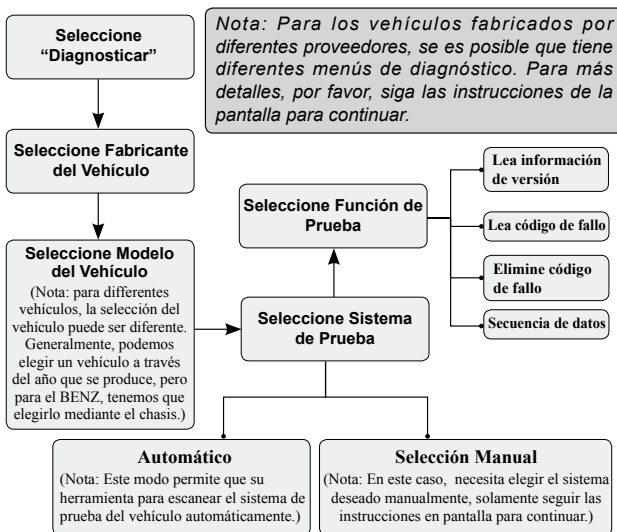 Seleccione
“Diagnosticar”
Nota: Para los vehículos fabricados por
diferentes proveedores, se es posible que tiene
diferentes menús de diagnóstico. Para más
detalles, por favor, siga las instrucciones de la
pantalla para continuar.
Seleccione Fabricante
del Vehículo
Seleccione Modelo
del Vehículo
(Nota: para differentes
vehículos, la selección del
vehículo puede ser diferente.
Generalmente, podemos
elegir un vehículo a través
del año que se produce, pero
para el BENZ, tenemos que
elegirlo mediante el chasis.)
Seleccione Función de
Prueba
Lea información
de versión
Lea código de fallo
Elimine código
de fallo
Secuencia de datos
Seleccione Sistema
de Prueba
Automático
(Nota: Este modo permite que su
herramienta para escanear el sistema de
prueba del vehículo automáticamente.)
Selección Manual
(Nota: En este caso, necesita elegir el sistema
deseado manualmente, solamente seguir las
instrucciones en pantalla para continuar.)